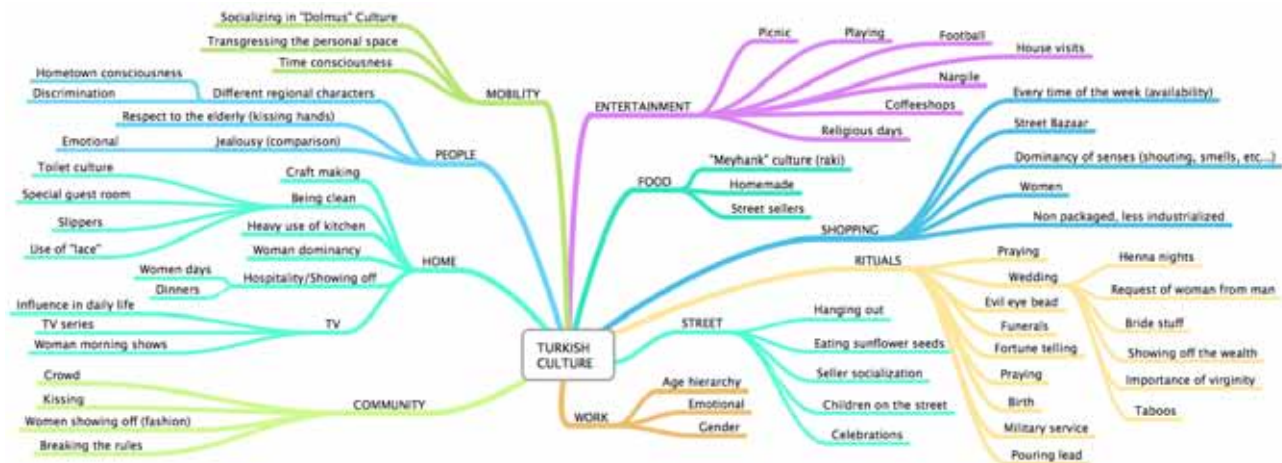 TURKISH
CULTURE
MOBILITY
Socializing in "Dolmus" Culture
Transgressing the personal space
Time consciousness
PEOPLE
Different regional characters
Hometown consciousness
Discrimination
Respect to the elderly (kissing hands)
Jealousy (comparison)
Emotional
HOME
Craft making
Being clean
Toilet culture
Special guest room
Slippers
Use of "lace"
Heavy use of kitchen
Woman dominancy
Hospitality/Showing off
Women days
Dinners
TV
Influence in daily life
TV series
Woman morning shows
COMMUNITY
Crowd
Kissing
Women showing off (fashion)
Breaking the rules
ENTERTAINMENT
Picnic
Playing
Football
House visits
Nargile
Coffeeshops
Religious days
FOOD
"Meyhank" culture (raki)
Homemade
Street sellers
SHOPPING
Every time of the week (availability)
Street Bazaar
Dominancy of senses (shouting, smells, etc...)
Women
Non packaged, less industrialized
RITUALS
Praying
Wedding
Henna nights
Request of woman from man
Bride stuff
Showing off the wealth
Importance of virginity
Taboos
Evil eye bead
Funerals
Fortune telling
Praying
Birth
Military service
Pouring lead
STREET
Hanging out
Eating sunflower seeds
Seller socialization
Children on the street
Celebrations
WORK
Age hierarchy
Emotional
Gender